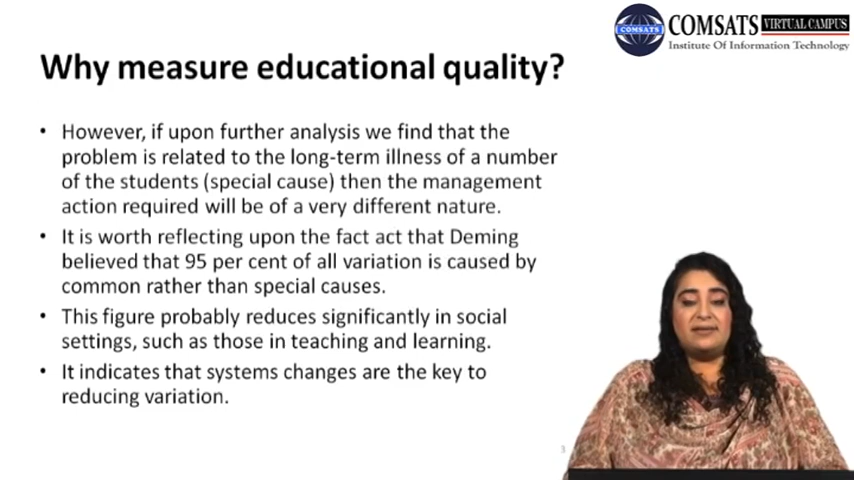 COMSATS
COMSATS VIRTUAL CAMPUS
Institute Of Information Technology
Why measure educational quality?
• However, if upon further analysis we find that the
problem is related to the long-term illness of a number
of the students (special cause) then the management
action required will be of a very different nature.
• It is worth reflecting upon the fact act that Deming
believed that 95 per cent of all variation is caused by
common rather than special causes.
• This figure probably reduces significantly in social
settings, such as those in teaching and learning.
• It indicates that systems changes are the key to
reducing variation.
3